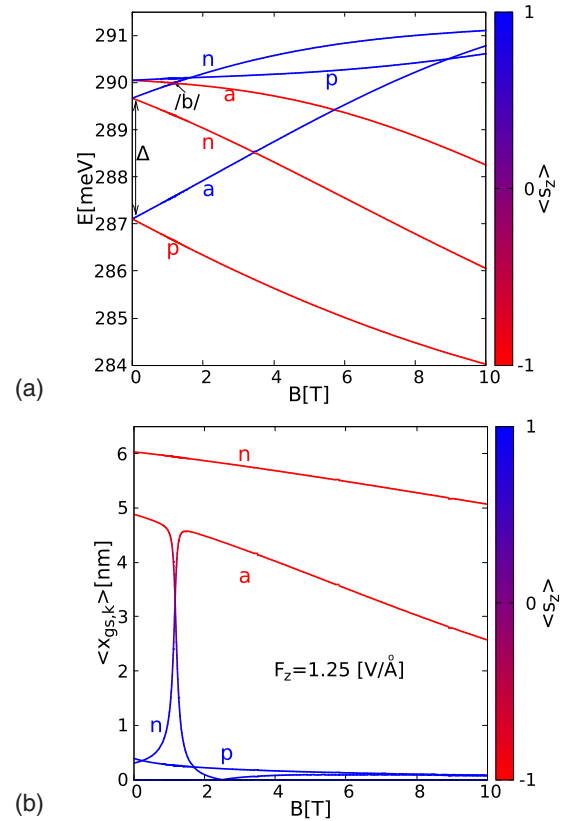 291
290
289
288
287
286
285
284
E[meV]
n
p
a
/b/
n
a
p
Δ
0
2
4
6
8
10
B[T]
1
0
-1
<s_z>
(a)
6
5
4
3
2
1
0
<x_gs,k> [nm]
n
a
F_z=1.25 [V/Å]
n
p
0
2
4
6
8
10
B[T]
1
0
-1
<s_z>
(b)